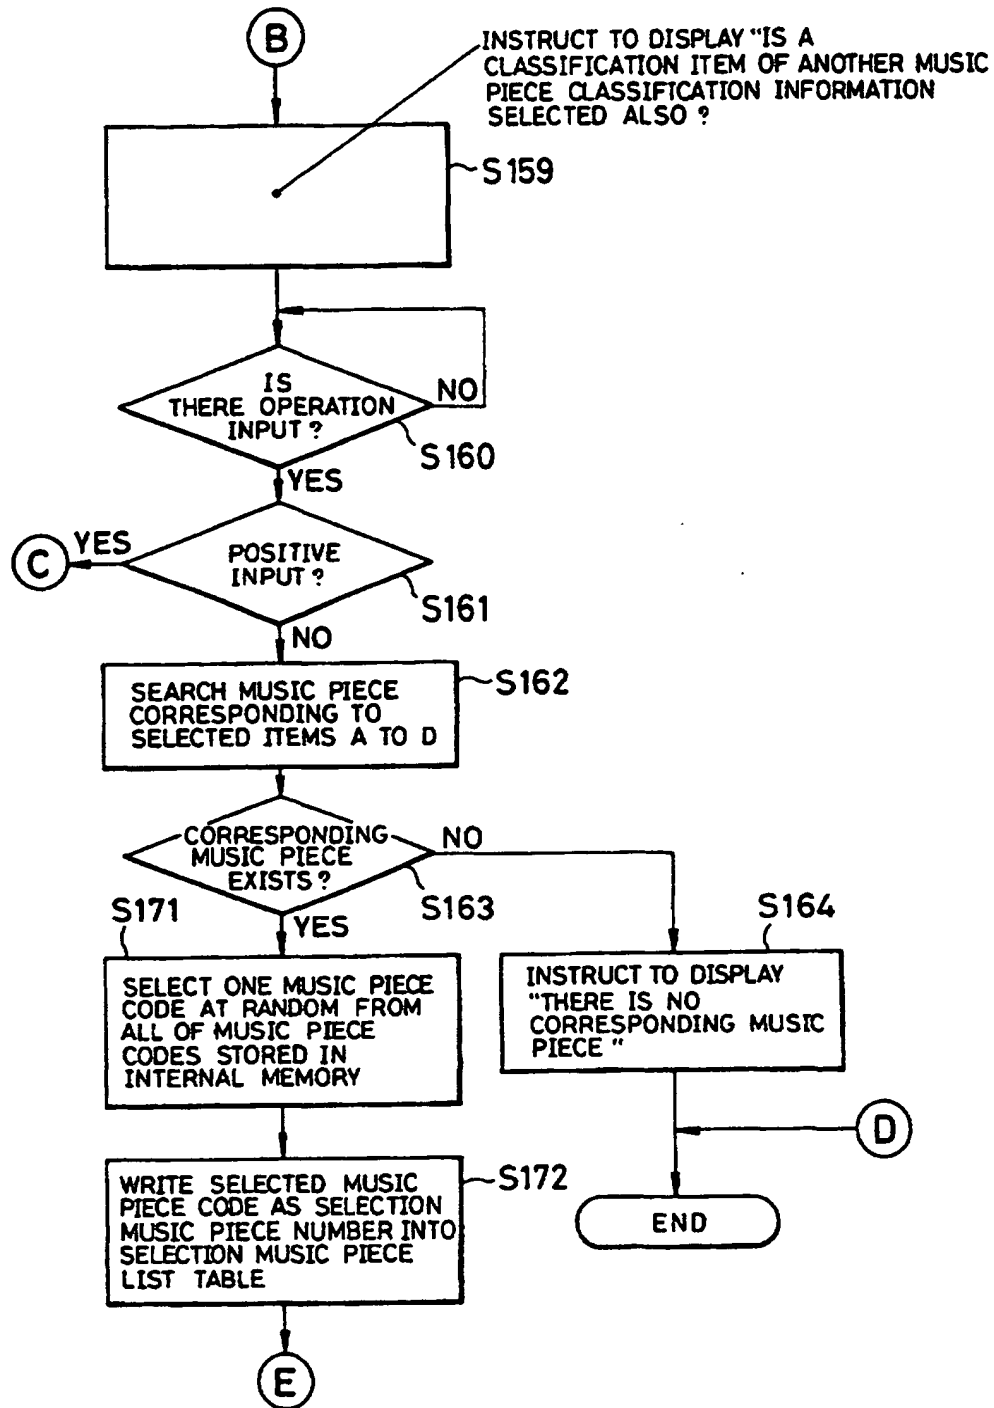 B
INSTRUCT TO DISPLAY "IS A
CLASSIFICATION ITEM OF ANOTHER MUSIC
PIECE CLASSIFICATION INFORMATION
SELECTED ALSO ?
S159
IS
THERE OPERATION
INPUT ?
NO
S160
YES
C
YES
POSITIVE
INPUT ?
S161
NO
SEARCH MUSIC PIECE
CORRESPONDING TO
SELECTED ITEMS A TO D
S162
CORRESPONDING
MUSIC PIECE
EXISTS ?
NO
S163
YES
S171
SELECT ONE MUSIC PIECE
CODE AT RANDOM FROM
ALL OF MUSIC PIECE
CODES STORED IN
INTERNAL MEMORY
S164
INSTRUCT TO DISPLAY
"THERE IS NO
CORRESPONDING MUSIC
PIECE "
D
END
WRITE SELECTED MUSIC
PIECE CODE AS SELECTION
MUSIC PIECE NUMBER INTO
SELECTION MUSIC PIECE
LIST TABLE
S172
E